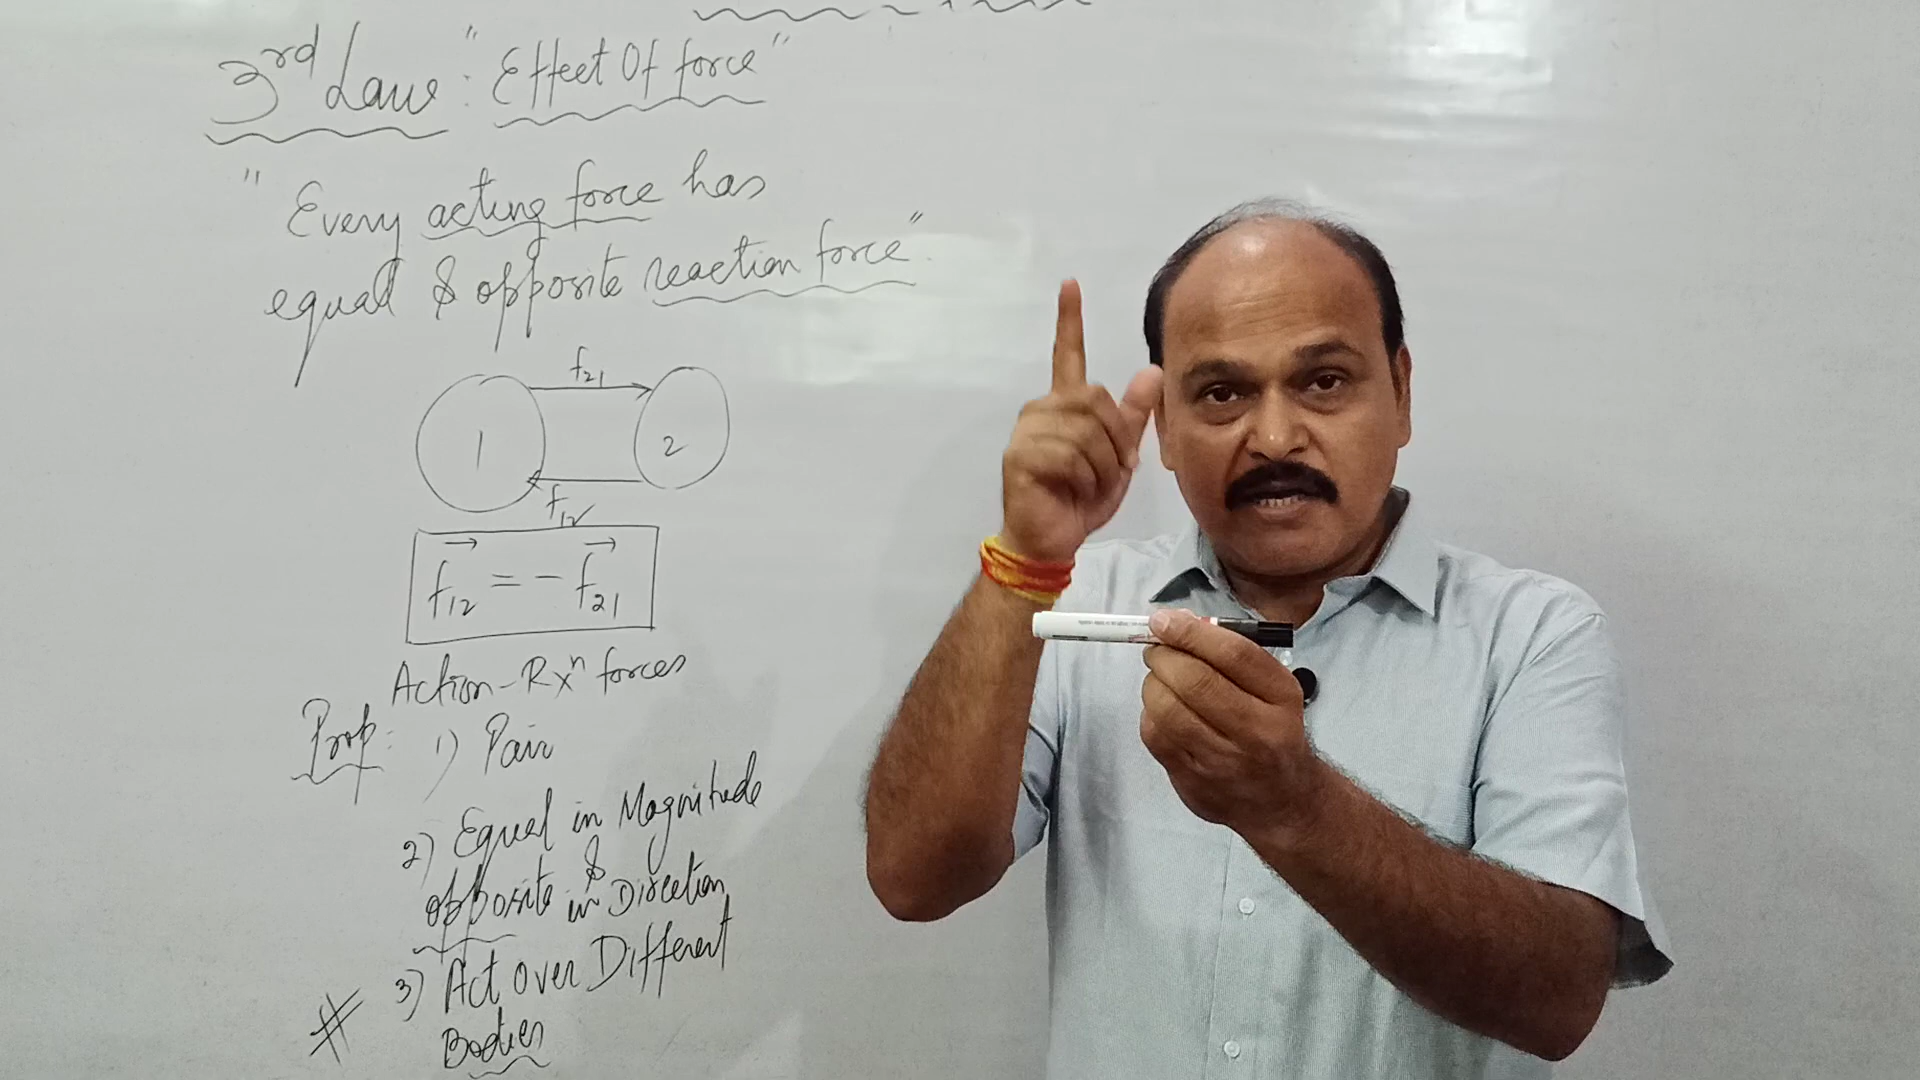 3rd Law : "Effect Of force"
"Every acting force has
equal & opposite reaction force".
f21
1 2
f12
f12 = - f21
Action-Rxn forces
Prop: 1) Pair
2) Equal in Magnitude
&
opposite in Direction
3) Act over Different
# Bodies